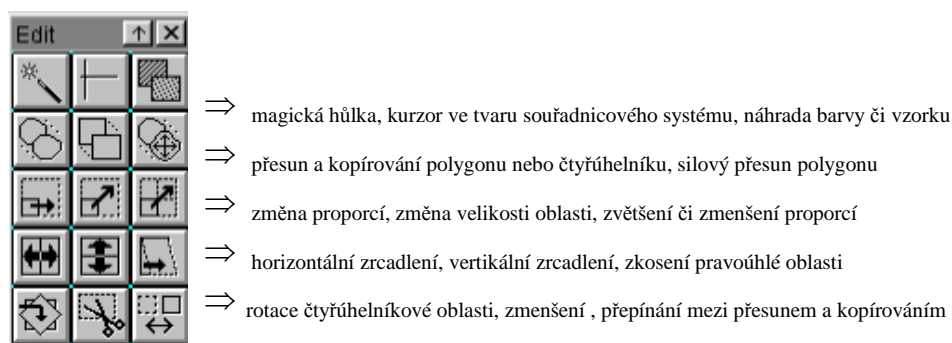 Edit
⇒ magická hůlka, kurzor ve tvaru souřadnicového systému, náhrada barvy či vzorku
⇒ přesun a kopírování polygonu nebo čtyřúhelníku, silový přesun polygonu
⇒ změna proporcí, změna velikosti oblasti, zvětšení či zmenšení proporcí
⇒ horizontální zrcadlení, vertikální zrcadlení, zkosení pravoúhlé oblasti
⇒ rotace čtyřúhelníkové oblasti, zmenšení , přepínání mezi přesunem a kopírováním